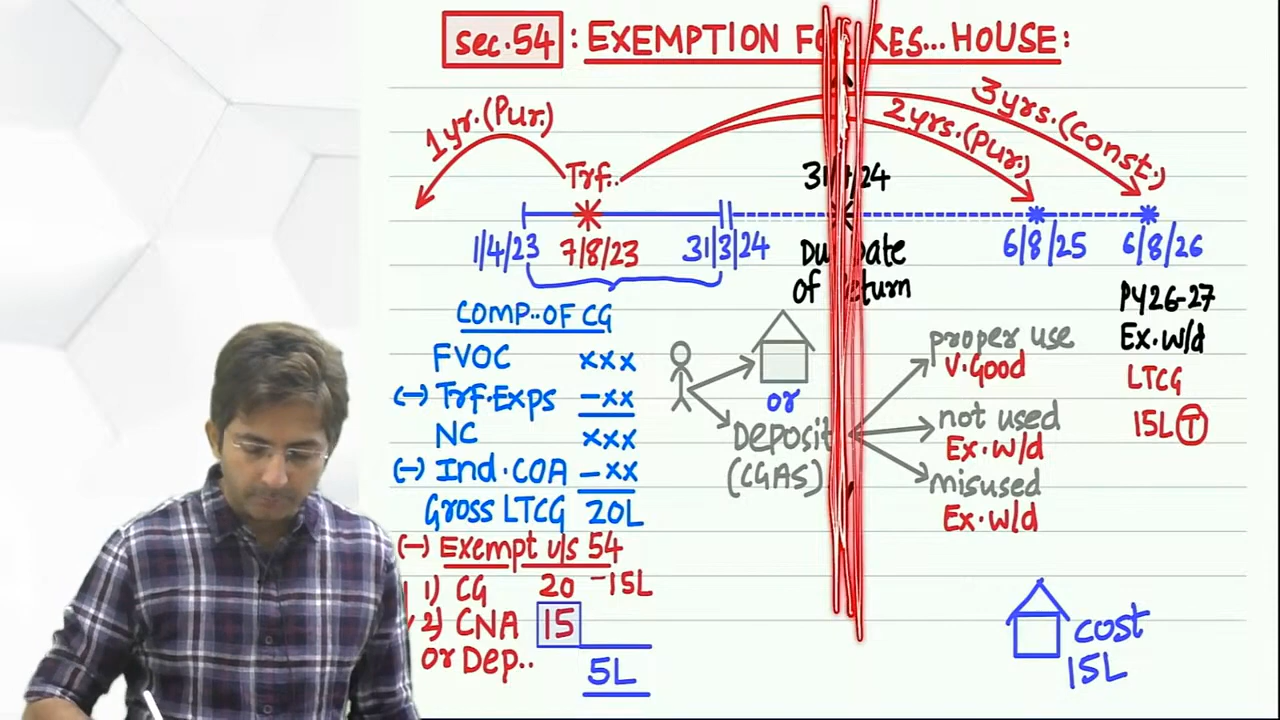 sec.54 : EXEMPTION FOR RES... HOUSE:
1yr.(Pur.)
2yrs.(Pur.)
3yrs.(Const.)
Trf..
1/4/23
7/8/23
31/3/24
6/8/25
6/8/26
Due Date
of Return
COMP..OF CG
FVOC xxx
(-) Trf.Exps -xx
NC xxx
(-) Ind.COA -xx
Gross LTCG 20L
(-) Exempt u/s 54
1) CG 20 -15L
2) CNA 15
or Dep..
5L
or
DEPOSIT
(CGAS)
proper use
V.Good
not used
Ex.w/d
misused
Ex.w/d
PY26-27
Ex.w/d
LTCG
15L T
cost
15L